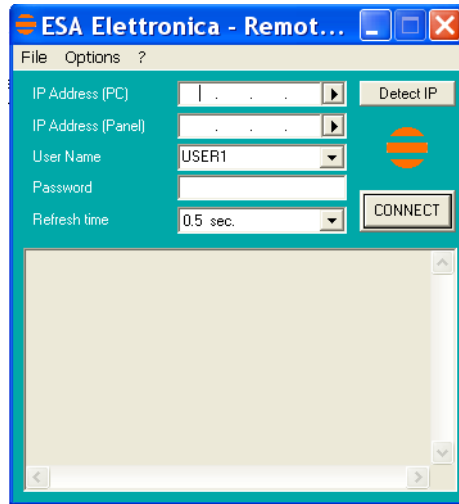 ESA Elettronica - Remot...
File Options ?
IP Address (PC) . . . Detect IP
IP Address (Panel) . . .
User Name USER1
Password
Refresh time 0.5 sec. CONNECT